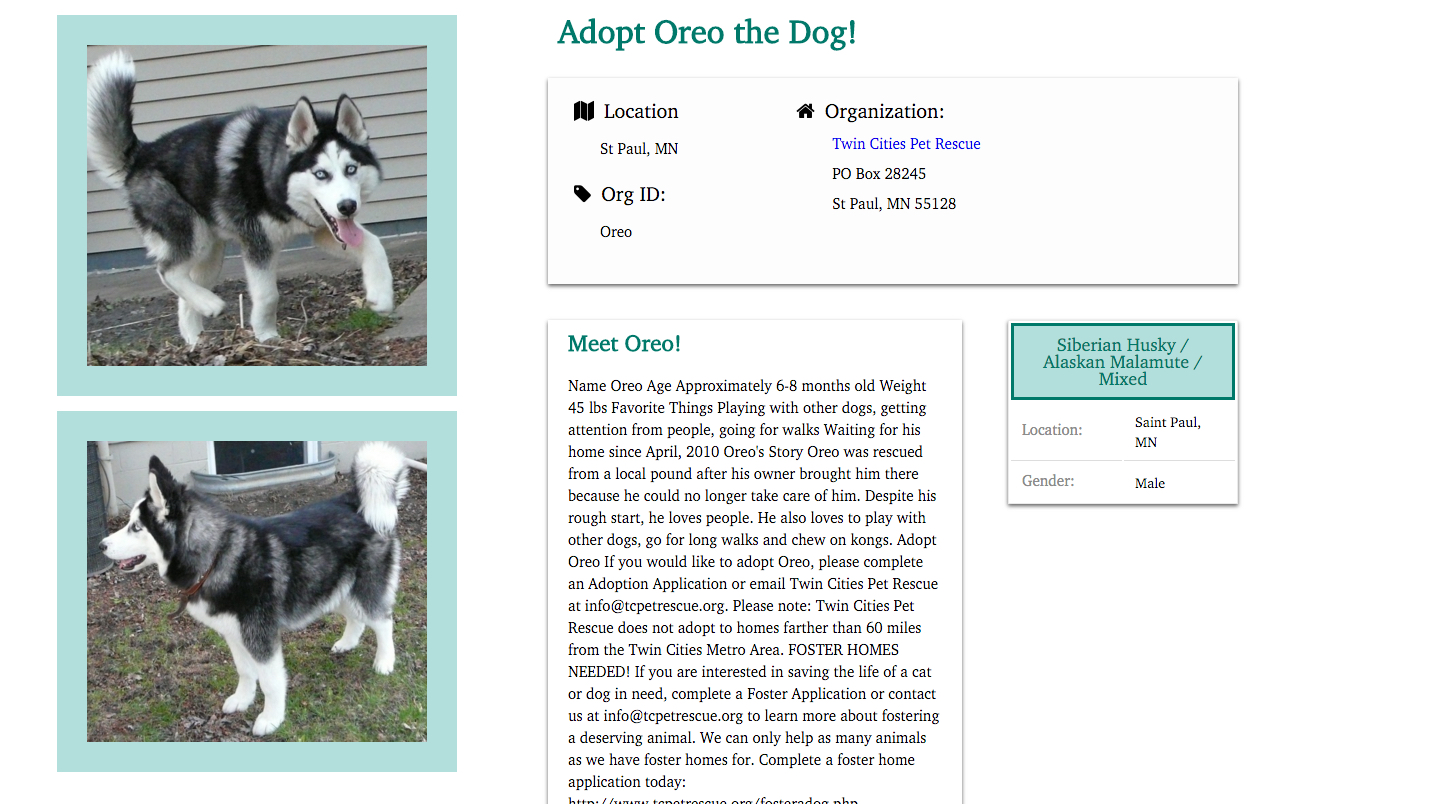 Adopt Oreo the Dog!
Location
St Paul, MN
Org ID:
Oreo
Organization:
Twin Cities Pet Rescue
PO Box 28245
St Paul, MN 55128
Meet Oreo!
Name Oreo Age Approximately 6-8 months old Weight
45 lbs Favorite Things Playing with other dogs, getting
attention from people, going for walks Waiting for his
home since April, 2010 Oreo's Story Oreo was rescued
from a local pound after his owner brought him there
because he could no longer take care of him. Despite his
rough start, he loves people. He also loves to play with
other dogs, go for long walks and chew on kongs. Adopt
Oreo If you would like to adopt Oreo, please complete
an Adoption Application or email Twin Cities Pet Rescue
at info@tcpetrescue.org. Please note: Twin Cities Pet
Rescue does not adopt to homes farther than 60 miles
from the Twin Cities Metro Area. FOSTER HOMES
NEEDED! If you are interested in saving the life of a cat
or dog in need, complete a Foster Application or contact
us at info@tcpetrescue.org to learn more about fostering
a deserving animal. We can only help as many animals
as we have foster homes for. Complete a foster home
application today:
http://www.tcpetrescue.org/fosteradog.php
Siberian Husky /
Alaskan Malamute /
Mixed
Location:
Saint Paul,
MN
Gender:
Male